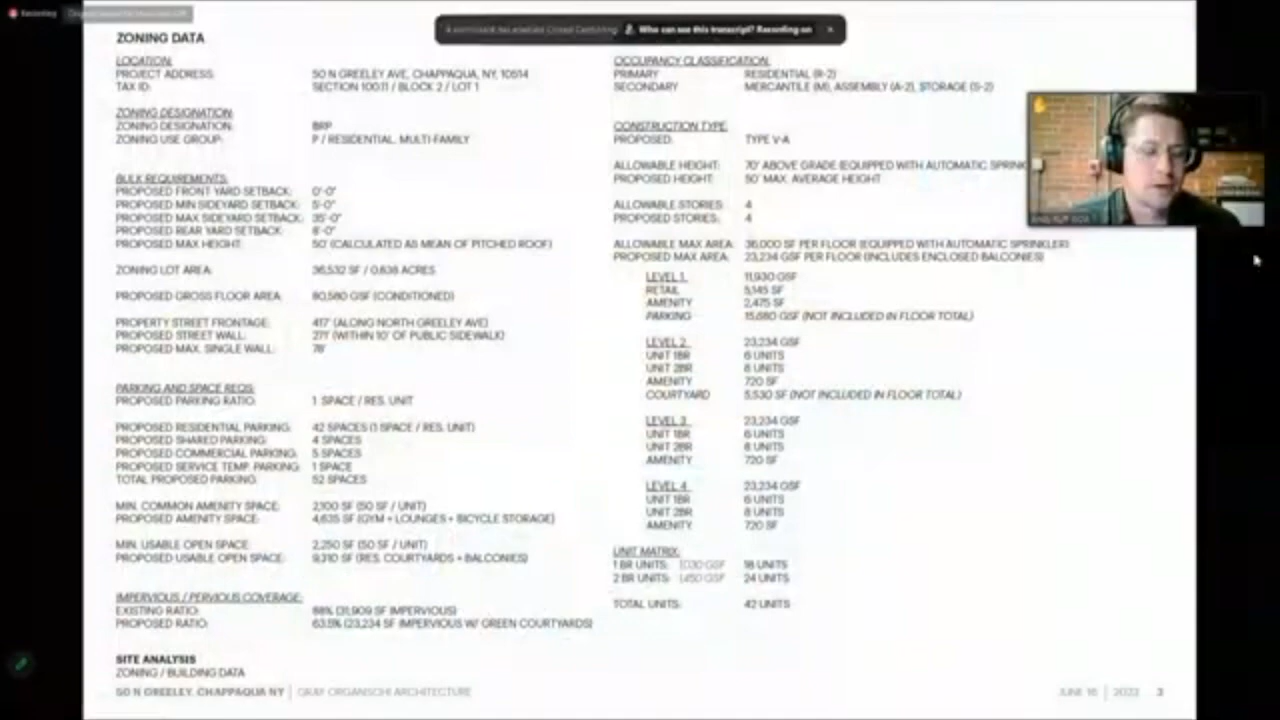 Recording
Who can see this transcript? Recording on
ZONING DATA
LOCATION:
PROJECT ADDRESS: 50 N GREELEY AVE, CHAPPAQUA, NY, 10514
TAX ID: SECTION 100.11 / BLOCK 2 / LOT 1
ZONING DESIGNATION:
ZONING DESIGNATION: BRP
ZONING USE GROUP: P / RESIDENTIAL, MULTI-FAMILY
BULK REQUIREMENTS:
PROPOSED FRONT YARD SETBACK: 0'-0"
PROPOSED MIN SIDEYARD SETBACK: 5'-0"
PROPOSED MAX SIDEYARD SETBACK: 35'-0"
PROPOSED REAR YARD SETBACK: 8'-0"
PROPOSED MAX HEIGHT: 50' (CALCULATED AS MEAN OF PITCHED ROOF)
ZONING LOT AREA: 36,532 SF / 0.838 ACRES
PROPOSED GROSS FLOOR AREA: 80,580 GSF (CONDITIONED)
PROPERTY STREET FRONTAGE: 417' (ALONG NORTH GREELEY AVE)
PROPOSED STREET WALL: 271' (WITHIN 10' OF PUBLIC SIDEWALK)
PROPOSED MAX. SINGLE WALL: 78'
PARKING AND SPACE REQS:
PROPOSED PARKING RATIO: 1 SPACE / RES. UNIT
PROPOSED RESIDENTIAL PARKING: 42 SPACES (1 SPACE / RES. UNIT)
PROPOSED SHARED PARKING: 4 SPACES
PROPOSED COMMERCIAL PARKING: 5 SPACES
PROPOSED SERVICE TEMP. PARKING: 1 SPACE
TOTAL PROPOSED PARKING: 52 SPACES
MIN. COMMON AMENITY SPACE: 2,100 SF (50 SF / UNIT)
PROPOSED AMENITY SPACE: 4,635 SF (GYM + LOUNGES + BICYCLE STORAGE)
MIN. USABLE OPEN SPACE: 2,250 SF (50 SF / UNIT)
PROPOSED USABLE OPEN SPACE: 9,310 SF (RES. COURTYARDS + BALCONIES)
IMPERVIOUS / PERVIOUS COVERAGE:
EXISTING RATIO: 88% (31,909 SF IMPERVIOUS)
PROPOSED RATIO: 63.5% (23,234 SF IMPERVIOUS W/ GREEN COURTYARDS)
SITE ANALYSIS
ZONING / BUILDING DATA
50 N GREELEY, CHAPPAQUA NY | GRAY ORGANSCHI ARCHITECTURE
OCCUPANCY CLASSIFICATION:
PRIMARY RESIDENTIAL (R-2)
SECONDARY MERCANTILE (M), ASSEMBLY (A-2), STORAGE (S-2)
CONSTRUCTION TYPE:
PROPOSED: TYPE V-A
ALLOWABLE HEIGHT: 70' ABOVE GRADE (EQUIPPED WITH AUTOMATIC SPRINK
PROPOSED HEIGHT: 50' MAX. AVERAGE HEIGHT
ALLOWABLE STORIES: 4
PROPOSED STORIES: 4
ALLOWABLE MAX AREA: 36,000 SF PER FLOOR (EQUIPPED WITH AUTOMATIC SPRINKLER)
PROPOSED MAX AREA: 23,234 GSF PER FLOOR (INCLUDES ENCLOSED BALCONIES)
LEVEL 1 11,930 GSF
RETAIL 5,145 SF
AMENITY 2,475 SF
PARKING 15,680 GSF (NOT INCLUDED IN FLOOR TOTAL)
LEVEL 2 23,234 GSF
UNIT 1BR 6 UNITS
UNIT 2BR 8 UNITS
AMENITY 720 SF
COURTYARD 5,530 SF (NOT INCLUDED IN FLOOR TOTAL)
LEVEL 3 23,234 GSF
UNIT 1BR 6 UNITS
UNIT 2BR 8 UNITS
AMENITY 720 SF
LEVEL 4 23,234 GSF
UNIT 1BR 6 UNITS
UNIT 2BR 8 UNITS
AMENITY 720 SF
UNIT MATRIX:
1 BR UNITS: 1,030 GSF 18 UNITS
2 BR UNITS: 1,450 GSF 24 UNITS
TOTAL UNITS: 42 UNITS
JUNE 16 | 2022 3